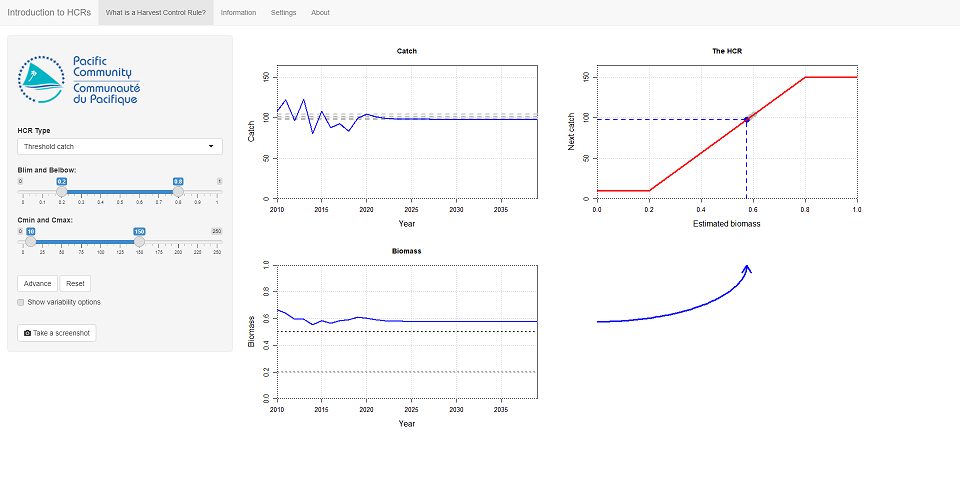 Introduction to HCRs What is a Harvest Control Rule? Information Settings About
Pacific
Community
Communauté
du Pacifique
HCR Type
Threshold catch
Blim and Belbow:
0 0.2 0.8 1
0 0.1 0.2 0.3 0.4 0.5 0.6 0.7 0.8 0.9 1
Cmin and Cmax:
0 10 150 250
0 25 50 75 100 125 150 175 200 225 250
Advance Reset
Show variability options
Take a screenshot
Catch
Catch
150
100
50
0
2010 2015 2020 2025 2030 2035
Year
The HCR
Next catch
150
100
50
0
0.0 0.2 0.4 0.6 0.8 1.0
Estimated biomass
Biomass
Biomass
1.0
0.8
0.6
0.4
0.2
0.0
2010 2015 2020 2025 2030 2035
Year